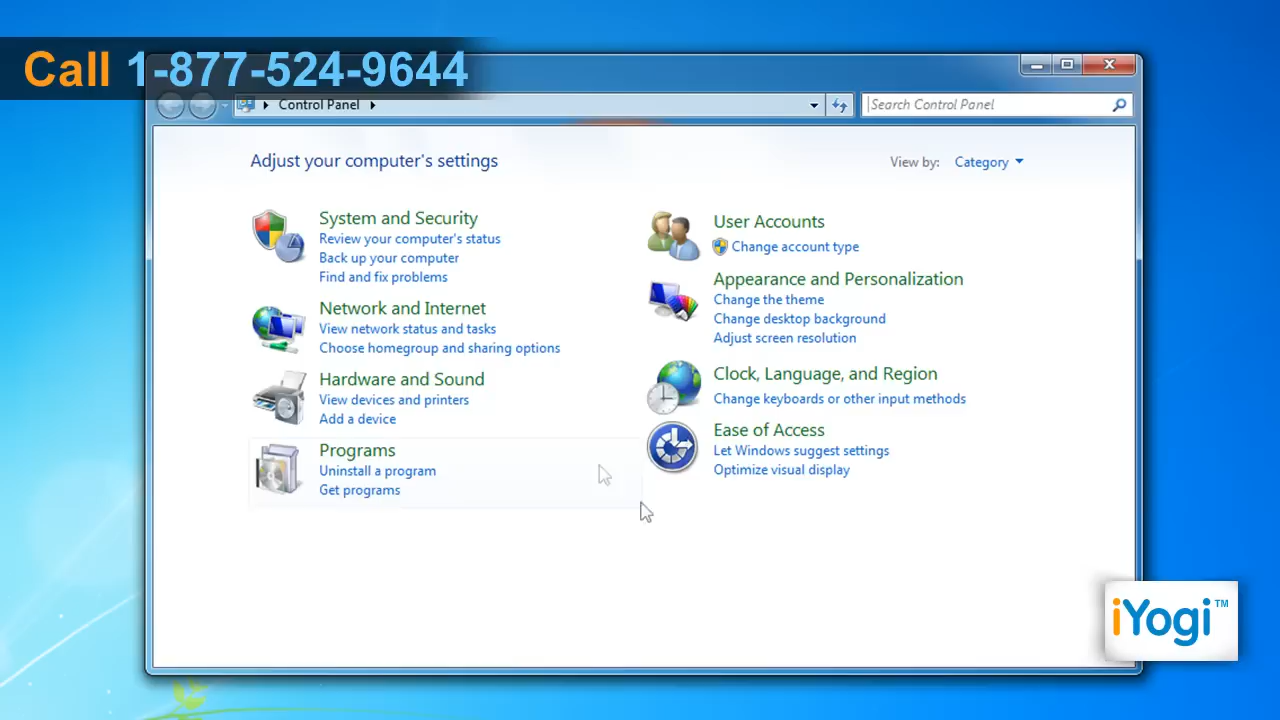 Call 1-877-524-9644
Control Panel
Search Control Panel
Adjust your computer's settings
View by: Category
System and Security
Review your computer's status
Back up your computer
Find and fix problems
Network and Internet
View network status and tasks
Choose homegroup and sharing options
Hardware and Sound
View devices and printers
Add a device
Programs
Uninstall a program
Get programs
User Accounts
Change account type
Appearance and Personalization
Change the theme
Change desktop background
Adjust screen resolution
Clock, Language, and Region
Change keyboards or other input methods
Ease of Access
Let Windows suggest settings
Optimize visual display
iYogi™